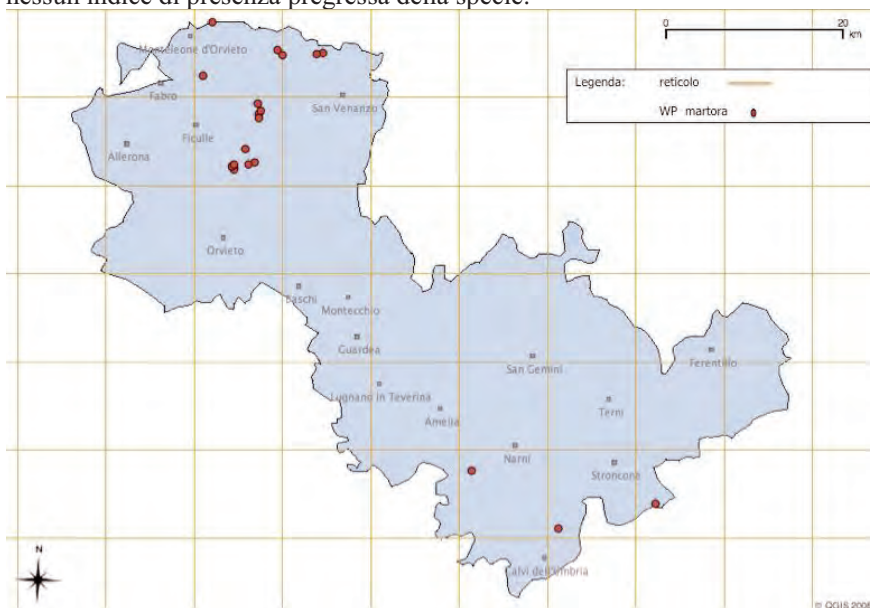 nessun indice di presenza pregressa della specie.
0 20
km
Monteleone d'Orvieto
Legenda: reticolo
WP martora
Fabro
San Venanzo
Ficulle
Allerona
Orvieto
Baschi
Montecchio
Guardea
San Gemini
Ferentillo
Lugnano in Teverina
Amelia
Terni
Narni
Stroncone
N
Calvi dell'Umbria
© QGIS 2008